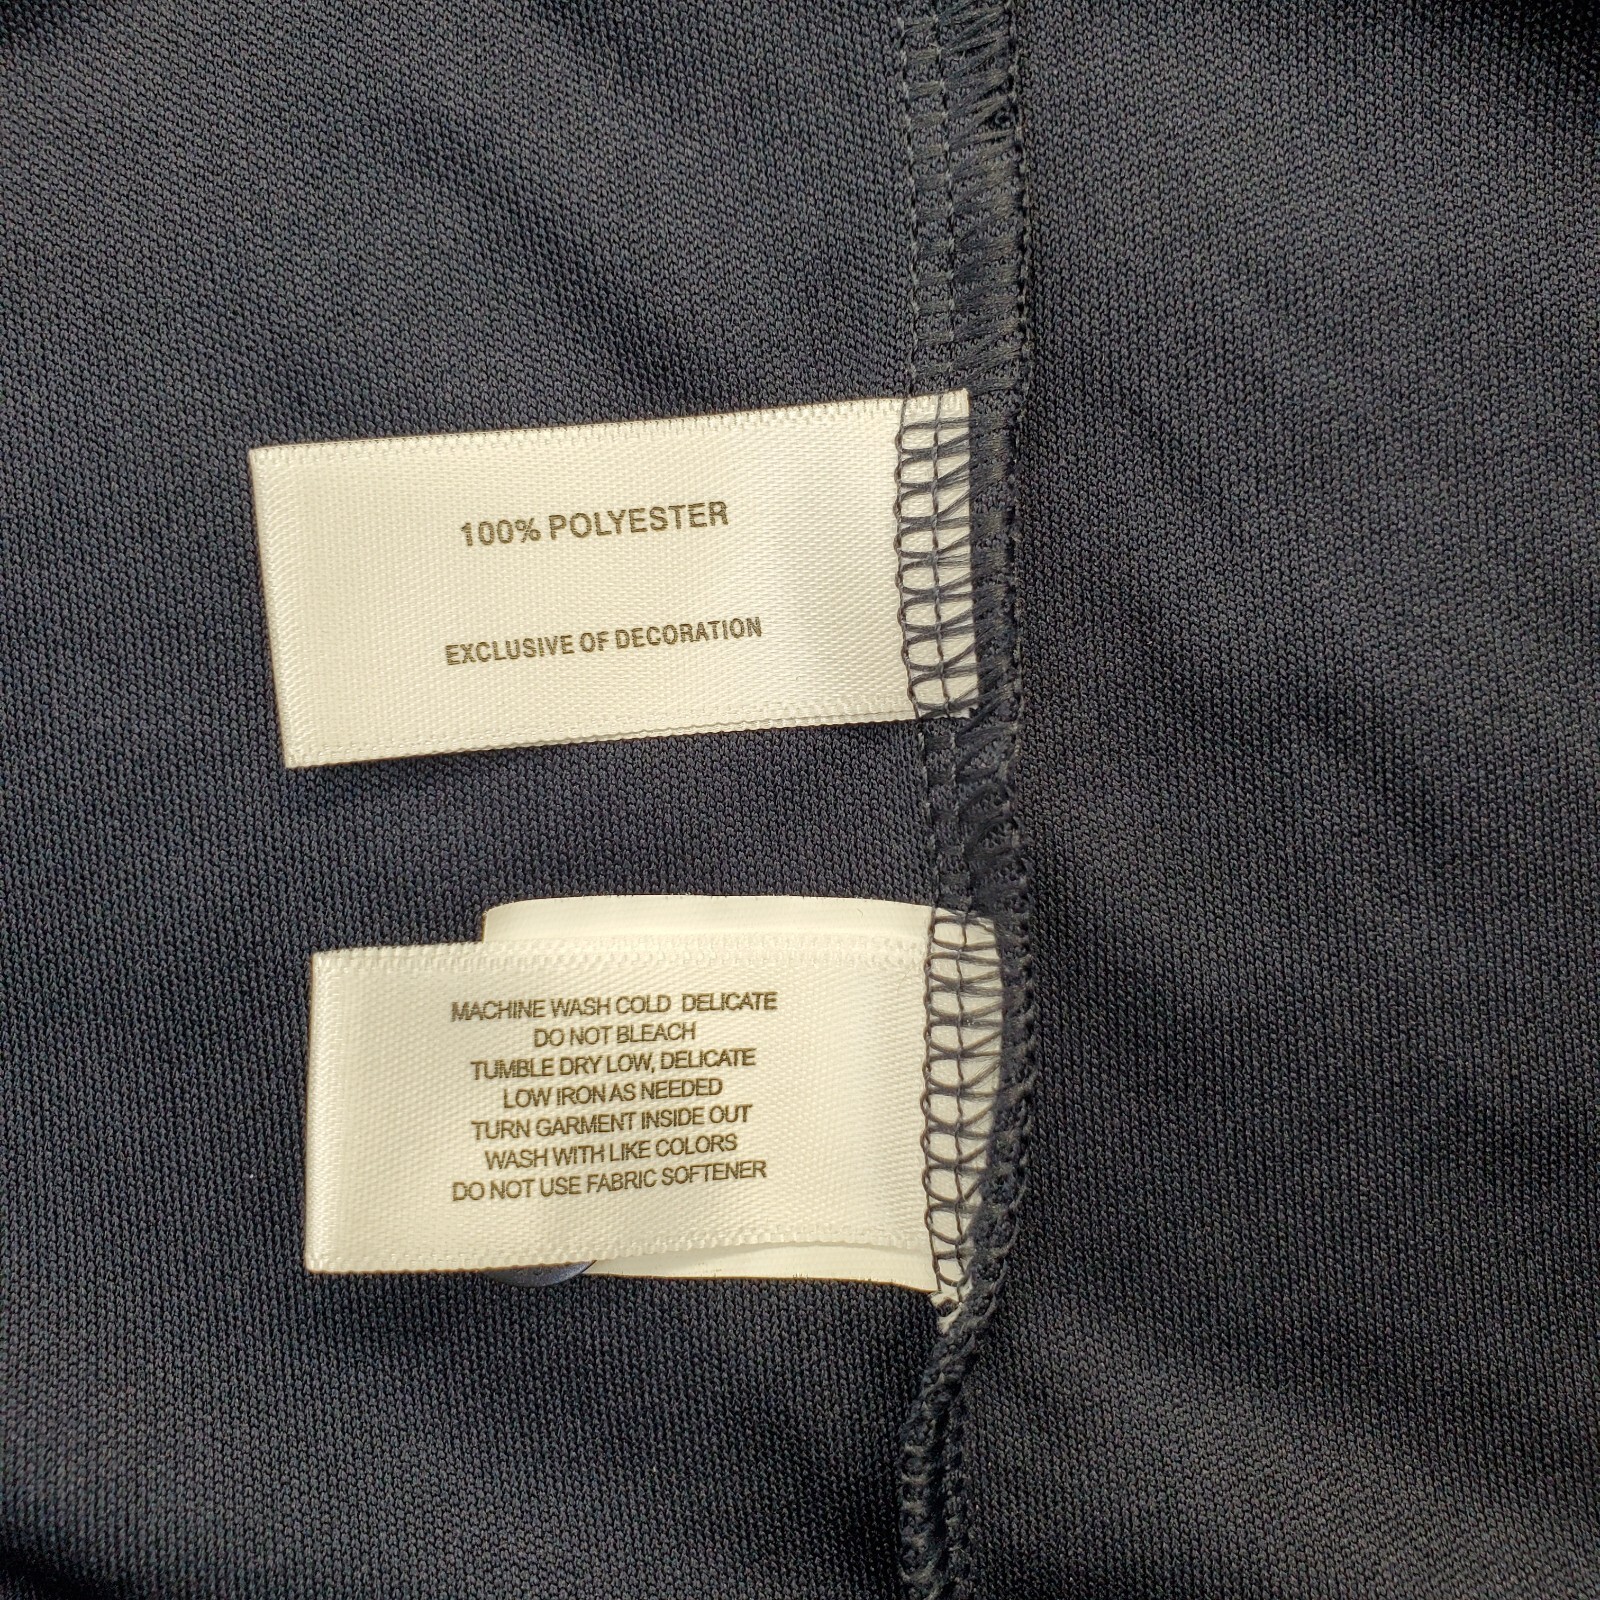 100% POLYESTER
EXCLUSIVE OF DECORATION
MACHINE WASH COLD DELICATE
DO NOT BLEACH
TUMBLE DRY LOW, DELICATE
LOW IRON AS NEEDED
TURN GARMENT INSIDE OUT
WASH WITH LIKE COLORS
DO NOT USE FABRIC SOFTENER